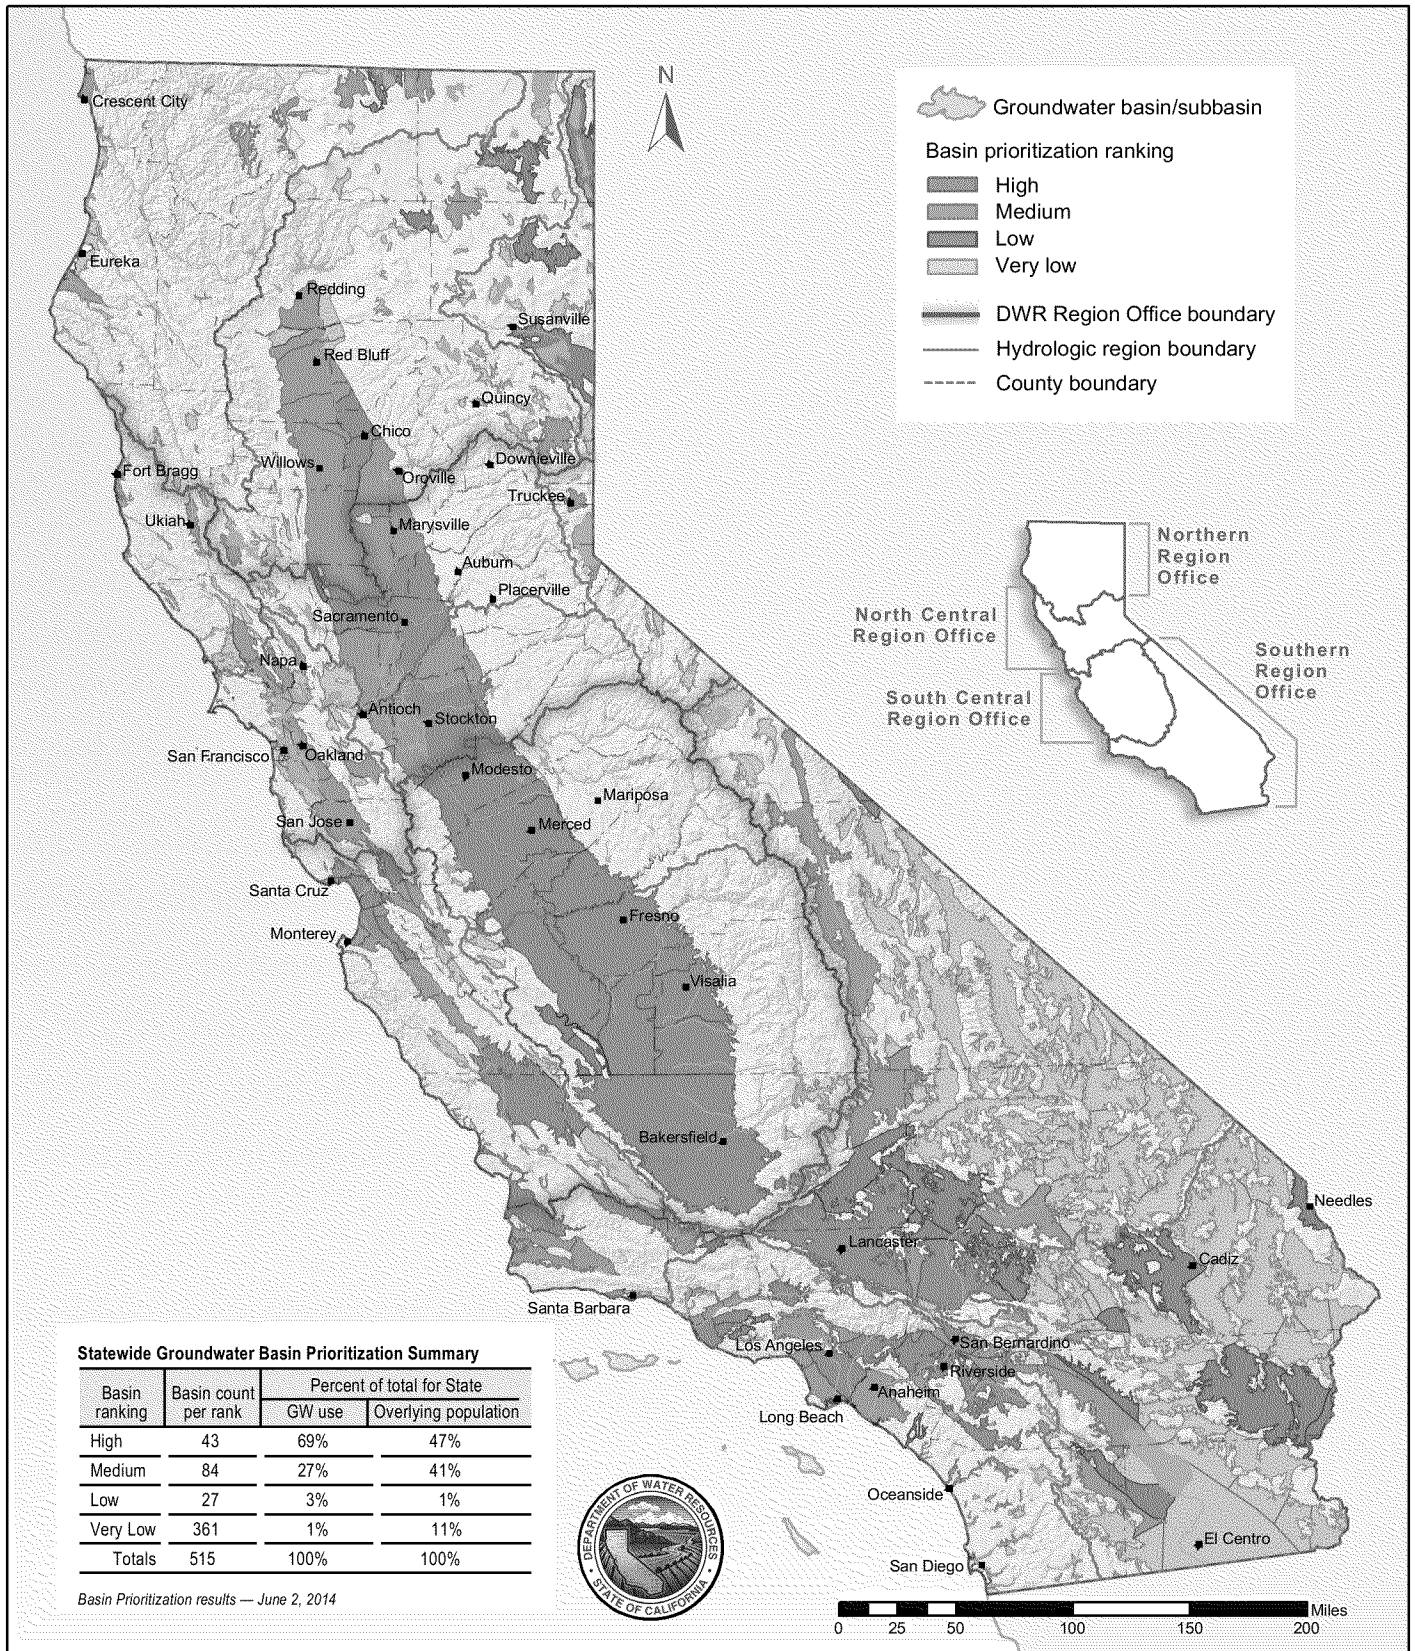 N
Groundwater basin/subbasin
Basin prioritization ranking
High
Medium
Low
Very low
DWR Region Office boundary
Hydrologic region boundary
County boundary
Crescent City
Eureka
Redding
Susanville
Red Bluff
Quincy
Chico
Willows
Oroville
Downieville
Fort Bragg
Truckee
Ukiah
Marysville
Auburn
Placerville
Sacramento
Napa
Antioch
Stockton
San Francisco
Oakland
Modesto
Mariposa
San Jose
Merced
Santa Cruz
Fresno
Monterey
Visalia
Bakersfield
Needles
Lancaster
Cadiz
Santa Barbara
Los Angeles
San Bernardino
Riverside
Anaheim
Long Beach
Oceanside
El Centro
San Diego
Northern
Region
Office
North Central
Region Office
Southern
Region
Office
South Central
Region Office
Statewide Groundwater Basin Prioritization Summary
Basin ranking Basin count per rank Percent of total for State
GW use Overlying population
High 43 69% 47%
Medium 84 27% 41%
Low 27 3% 1%
Very Low 361 1% 11%
Totals 515 100% 100%
Basin Prioritization results — June 2, 2014
DEPARTMENT OF WATER RESOURCES
STATE OF CALIFORNIA
Miles
0 25 50 100 150 200